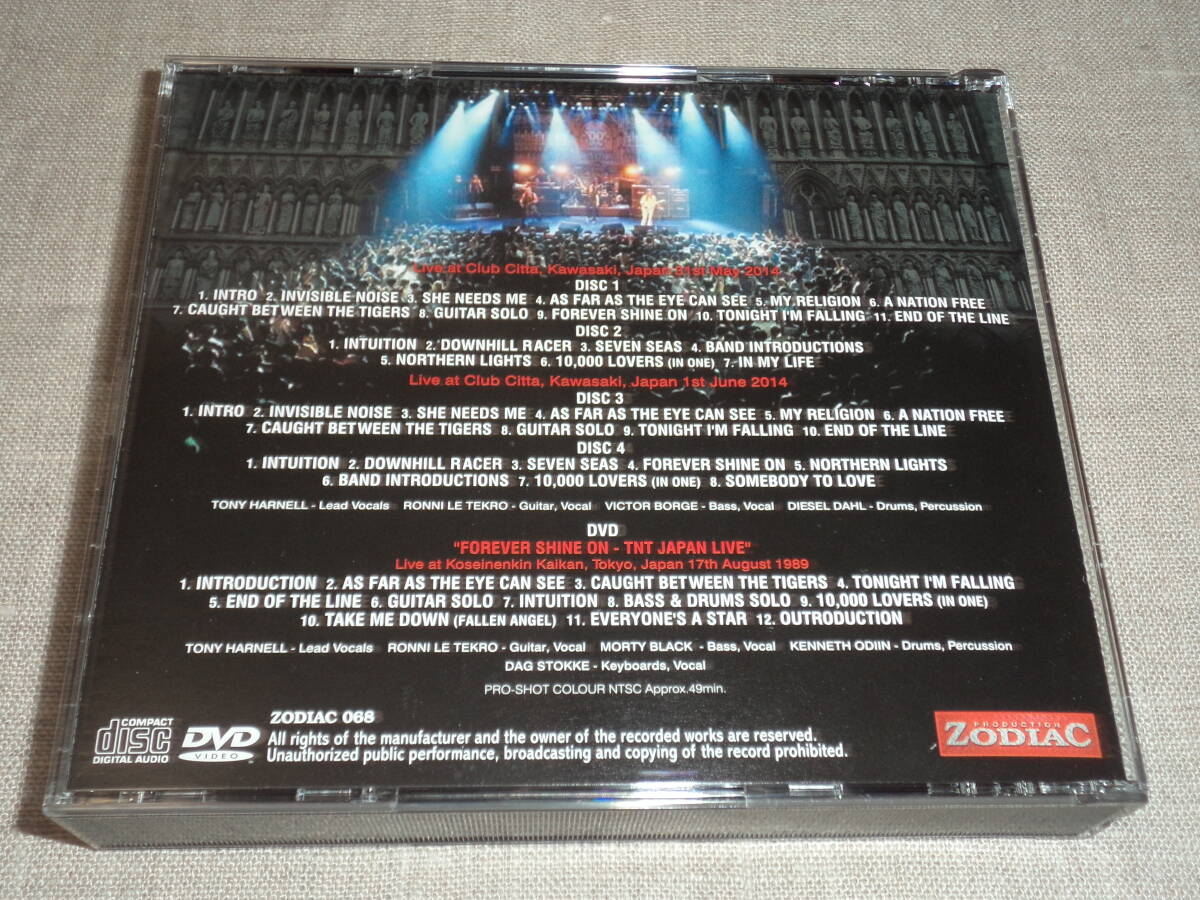 Live at Club Citta, Kawasaki, Japan 31st May 2014
DISC 1
1. INTRO 2. INVISIBLE NOISE 3. SHE NEEDS ME 4. AS FAR AS THE EYE CAN SEE 5. MY RELIGION 6. A NATION FREE
7. CAUGHT BETWEEN THE TIGERS 8. GUITAR SOLO 9. FOREVER SHINE ON 10. TONIGHT I'M FALLING 11. END OF THE LINE
DISC 2
1. INTUITION 2. DOWNHILL RACER 3. SEVEN SEAS 4. BAND INTRODUCTIONS
5. NORTHERN LIGHTS 6. 10,000 LOVERS (IN ONE) 7. IN MY LIFE
Live at Club Citta, Kawasaki, Japan 1st June 2014
DISC 3
1. INTRO 2. INVISIBLE NOISE 3. SHE NEEDS ME 4. AS FAR AS THE EYE CAN SEE 5. MY RELIGION 6. A NATION FREE
7. CAUGHT BETWEEN THE TIGERS 8. GUITAR SOLO 9. TONIGHT I'M FALLING 10. END OF THE LINE
DISC 4
1. INTUITION 2. DOWNHILL RACER 3. SEVEN SEAS 4. FOREVER SHINE ON 5. NORTHERN LIGHTS
6. BAND INTRODUCTIONS 7. 10,000 LOVERS (IN ONE) 8. SOMEBODY TO LOVE
TONY HARNELL - Lead Vocals RONNI LE TEKRO - Guitar, Vocal VICTOR BORGE - Bass, Vocal DIESEL DAHL - Drums, Percussion
DVD
"FOREVER SHINE ON - TNT JAPAN LIVE"
Live at Koseinenkin Kaikan, Tokyo, Japan 17th August 1989
1. INTRODUCTION 2. AS FAR AS THE EYE CAN SEE 3. CAUGHT BETWEEN THE TIGERS 4. TONIGHT I'M FALLING
5. END OF THE LINE 6. GUITAR SOLO 7. INTUITION 8. BASS & DRUMS SOLO 9. 10,000 LOVERS (IN ONE)
10. TAKE ME DOWN (FALLEN ANGEL) 11. EVERYONE'S A STAR 12. OUTRODUCTION
TONY HARNELL - Lead Vocals RONNI LE TEKRO - Guitar, Vocal MORTY BLACK - Bass, Vocal KENNETH ODIIN - Drums, Percussion
DAG STOKKE - Keyboards, Vocal
PRO-SHOT COLOUR NTSC Approx.49min.
COMPACT
disc
DIGITAL AUDIO
DVD
VIDEO
ZODIAC 068
All rights of the manufacturer and the owner of the recorded works are reserved.
Unauthorized public performance, broadcasting and copying of the record prohibited.
PRODUCTION
ZODIAC